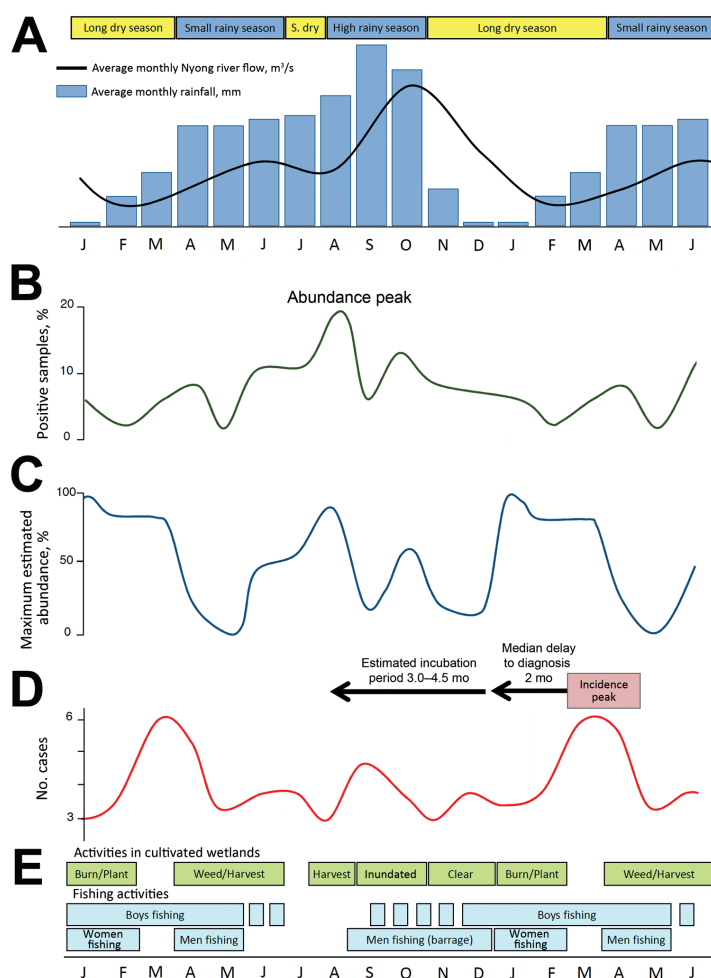 A
Long dry season Small rainy season S. dry High rainy season Long dry season Small rainy season
Average monthly Nyong river flow, m³/s
Average monthly rainfall, mm
J F M A M J J A S O N D J F M A M J
B
Abundance peak
Positive samples, %
20
10
0
C
Maximum estimated
abundance, %
100
50
0
D
Estimated incubation
period 3.0–4.5 mo
Median delay
to diagnosis
2 mo
Incidence
peak
No. cases
6
3
E
Activities in cultivated wetlands
Burn/Plant Weed/Harvest Harvest Inundated Clear Burn/Plant Weed/Harvest
Fishing activities
Boys fishing Boys fishing
Women
fishing
Men fishing
Men fishing (barrage)
Women
fishing
Men fishing
J F M A M J J A S O N D J F M A M J